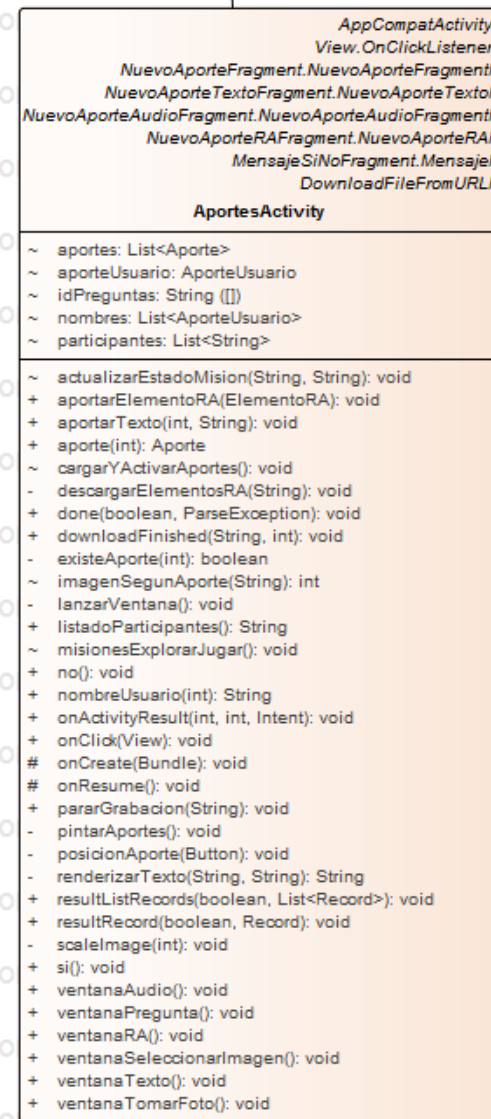 AppCompatActivity
View.OnClickListener
NuevoAporteFragment.NuevoAporteFragmentI
NuevoAporteTextoFragment.NuevoAporteTextoI
NuevoAporteAudioFragment.NuevoAporteAudioFragmentI
NuevoAporteRAFragment.NuevoAporteRAI
MensajeSiNoFragment.MensajeI
DownloadFileFromURLI
AportesActivity
~ aportes: List<Aporte>
~ aporteUsuario: AporteUsuario
~ idPreguntas: String ([])
~ nombres: List<AporteUsuario>
~ participantes: List<String>
~ actualizarEstadoMision(String, String): void
+ aportarElementoRA(ElementoRA): void
+ aportarTexto(int, String): void
+ aporte(int): Aporte
~ cargarYActivarAportes(): void
- descargarElementosRA(String): void
+ done(boolean, ParseException): void
+ downloadFinished(String, int): void
- existeAporte(int): boolean
~ imagenSegunAporte(String): int
- lanzarVentana(): void
+ listadoParticipantes(): String
~ misionesExplorarJugar(): void
+ no(): void
+ nombreUsuario(int): String
+ onActivityResult(int, int, Intent): void
+ onClick(View): void
# onCreate(Bundle): void
# onResume(): void
+ pararGrabacion(String): void
- pintarAportes(): void
- posicionAporte(Button): void
- renderizarTexto(String, String): String
+ resultListRecords(boolean, List<Record>): void
+ resultRecord(boolean, Record): void
- scaleImage(int): void
+ si(): void
+ ventanaAudio(): void
+ ventanaPregunta(): void
+ ventanaRA(): void
+ ventanaSeleccionarImagen(): void
+ ventanaTexto(): void
+ ventanaTomarFoto(): void